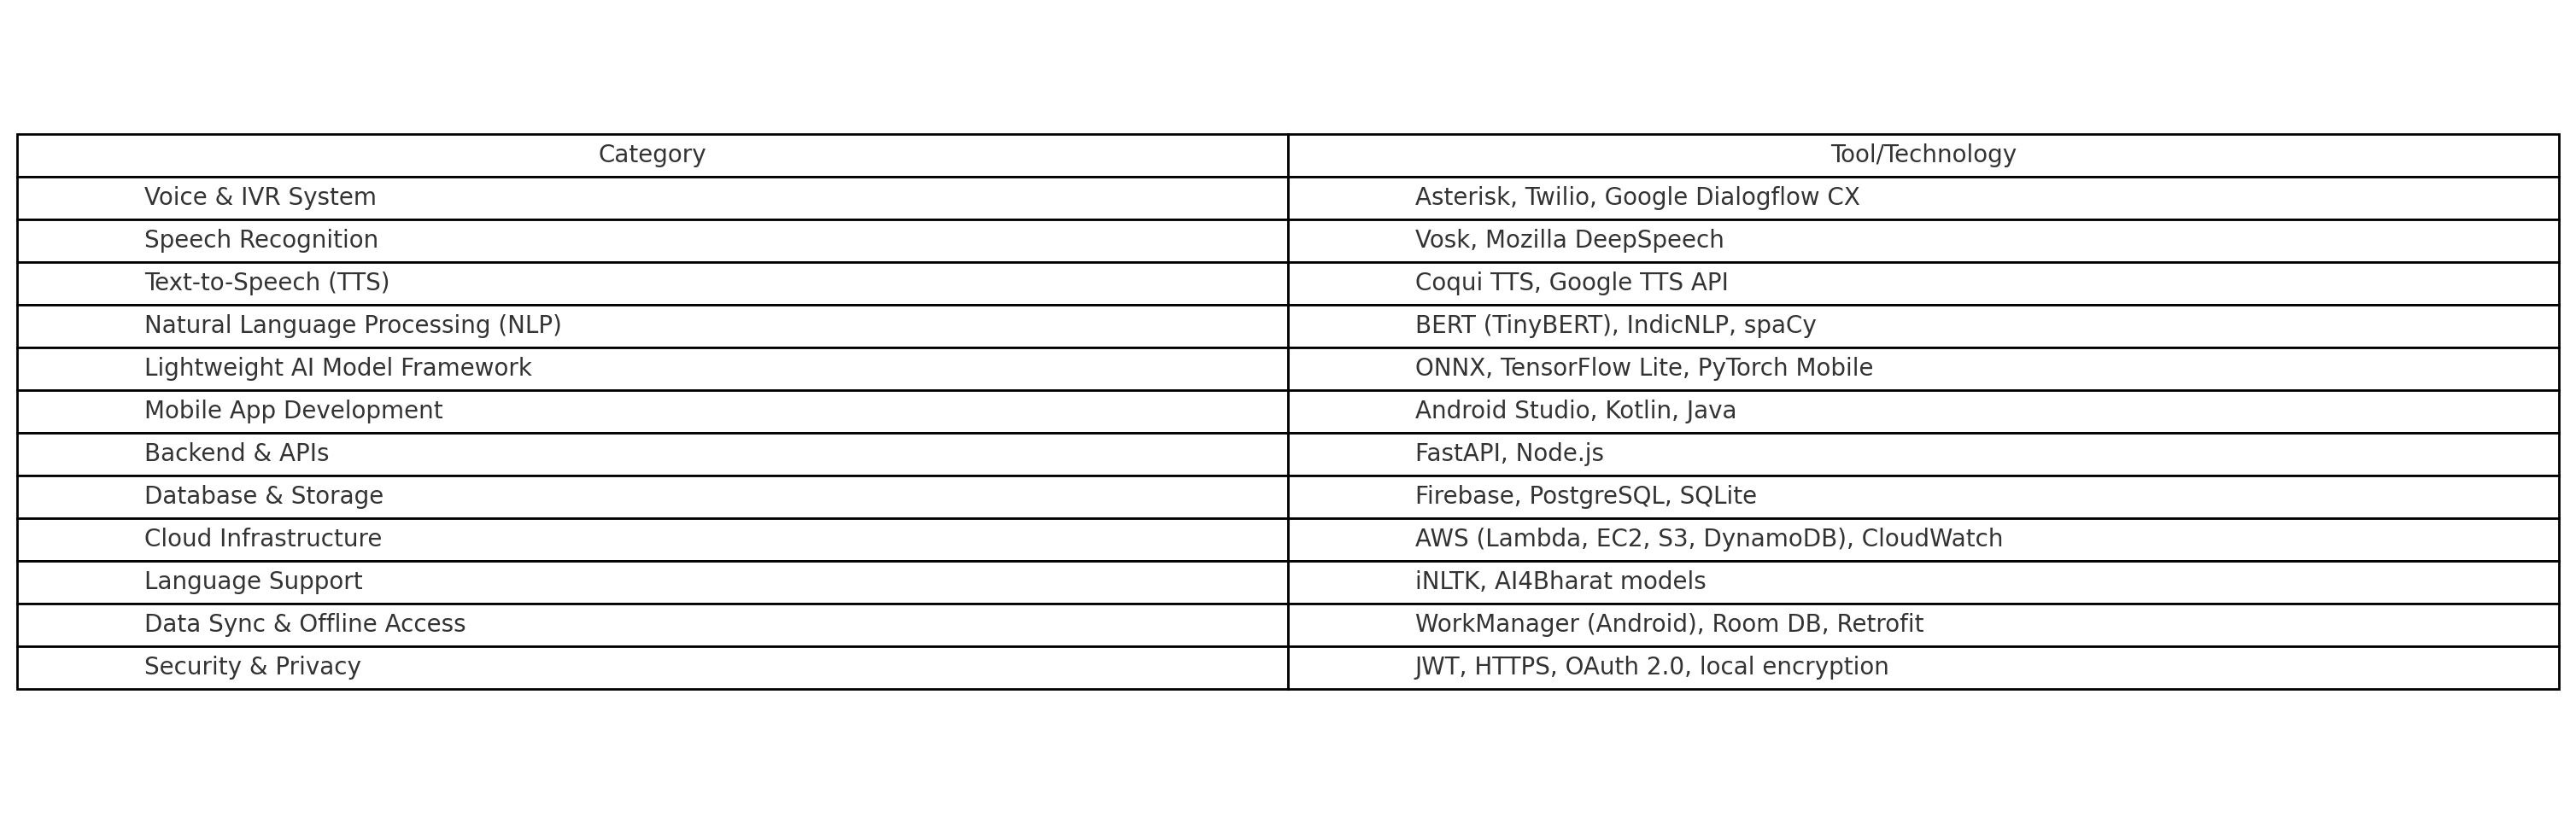 Category Tool/Technology
Voice & IVR System Asterisk, Twilio, Google Dialogflow CX
Speech Recognition Vosk, Mozilla DeepSpeech
Text-to-Speech (TTS) Coqui TTS, Google TTS API
Natural Language Processing (NLP) BERT (TinyBERT), IndicNLP, spaCy
Lightweight AI Model Framework ONNX, TensorFlow Lite, PyTorch Mobile
Mobile App Development Android Studio, Kotlin, Java
Backend & APIs FastAPI, Node.js
Database & Storage Firebase, PostgreSQL, SQLite
Cloud Infrastructure AWS (Lambda, EC2, S3, DynamoDB), CloudWatch
Language Support iNLTK, AI4Bharat models
Data Sync & Offline Access WorkManager (Android), Room DB, Retrofit
Security & Privacy JWT, HTTPS, OAuth 2.0, local encryption